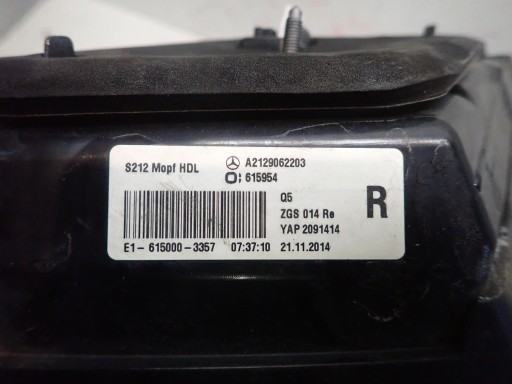 S212 Mopf HDL A2129062203
615954
Q5
ZGS 014 Re
R
YAP 2091414
E1- 615000-3357 07:37:10 21.11.2014